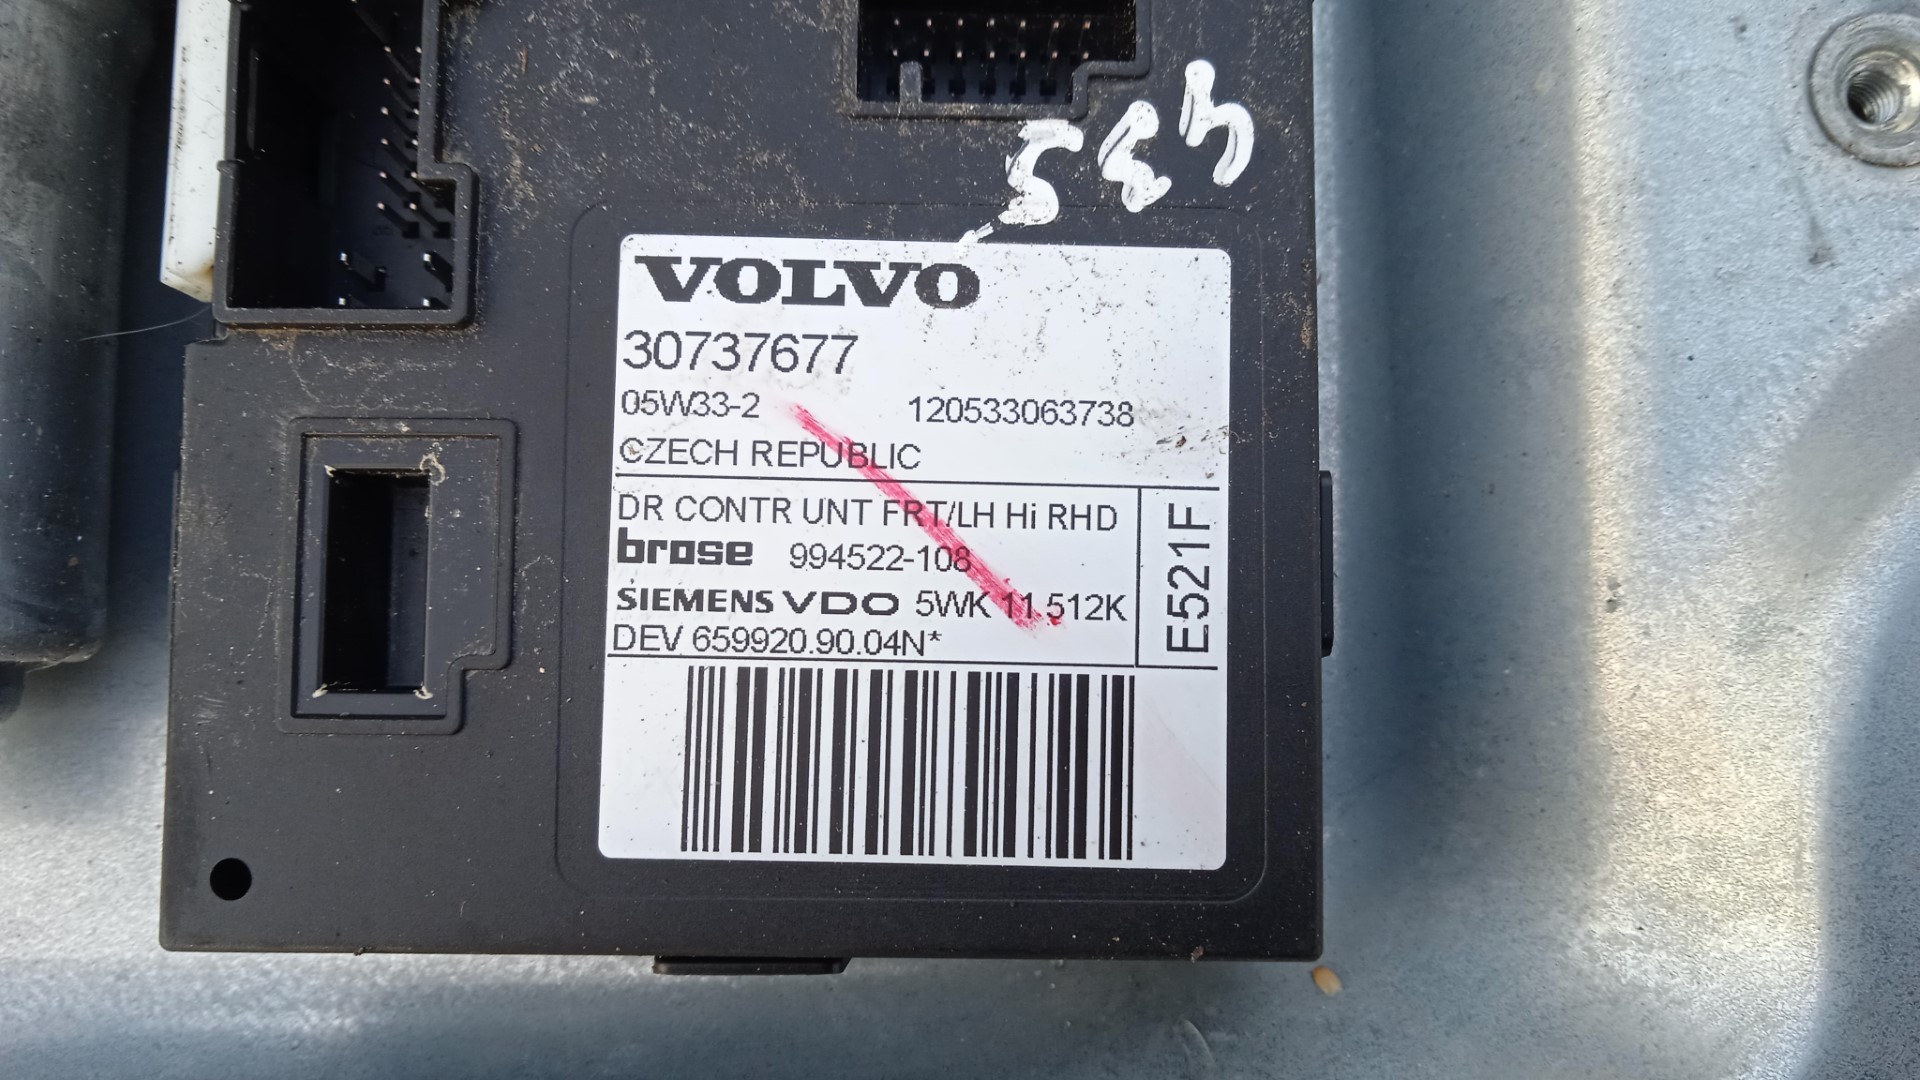 453
VOLVO
30737677
05W33-2 120533063738
CZECH REPUBLIC
DR CONTR UNT FRT/LH Hi RHD
brose 994522-108
SIEMENS VDO 5WK 11 512K
DEV 659920.90.04N*
E521F